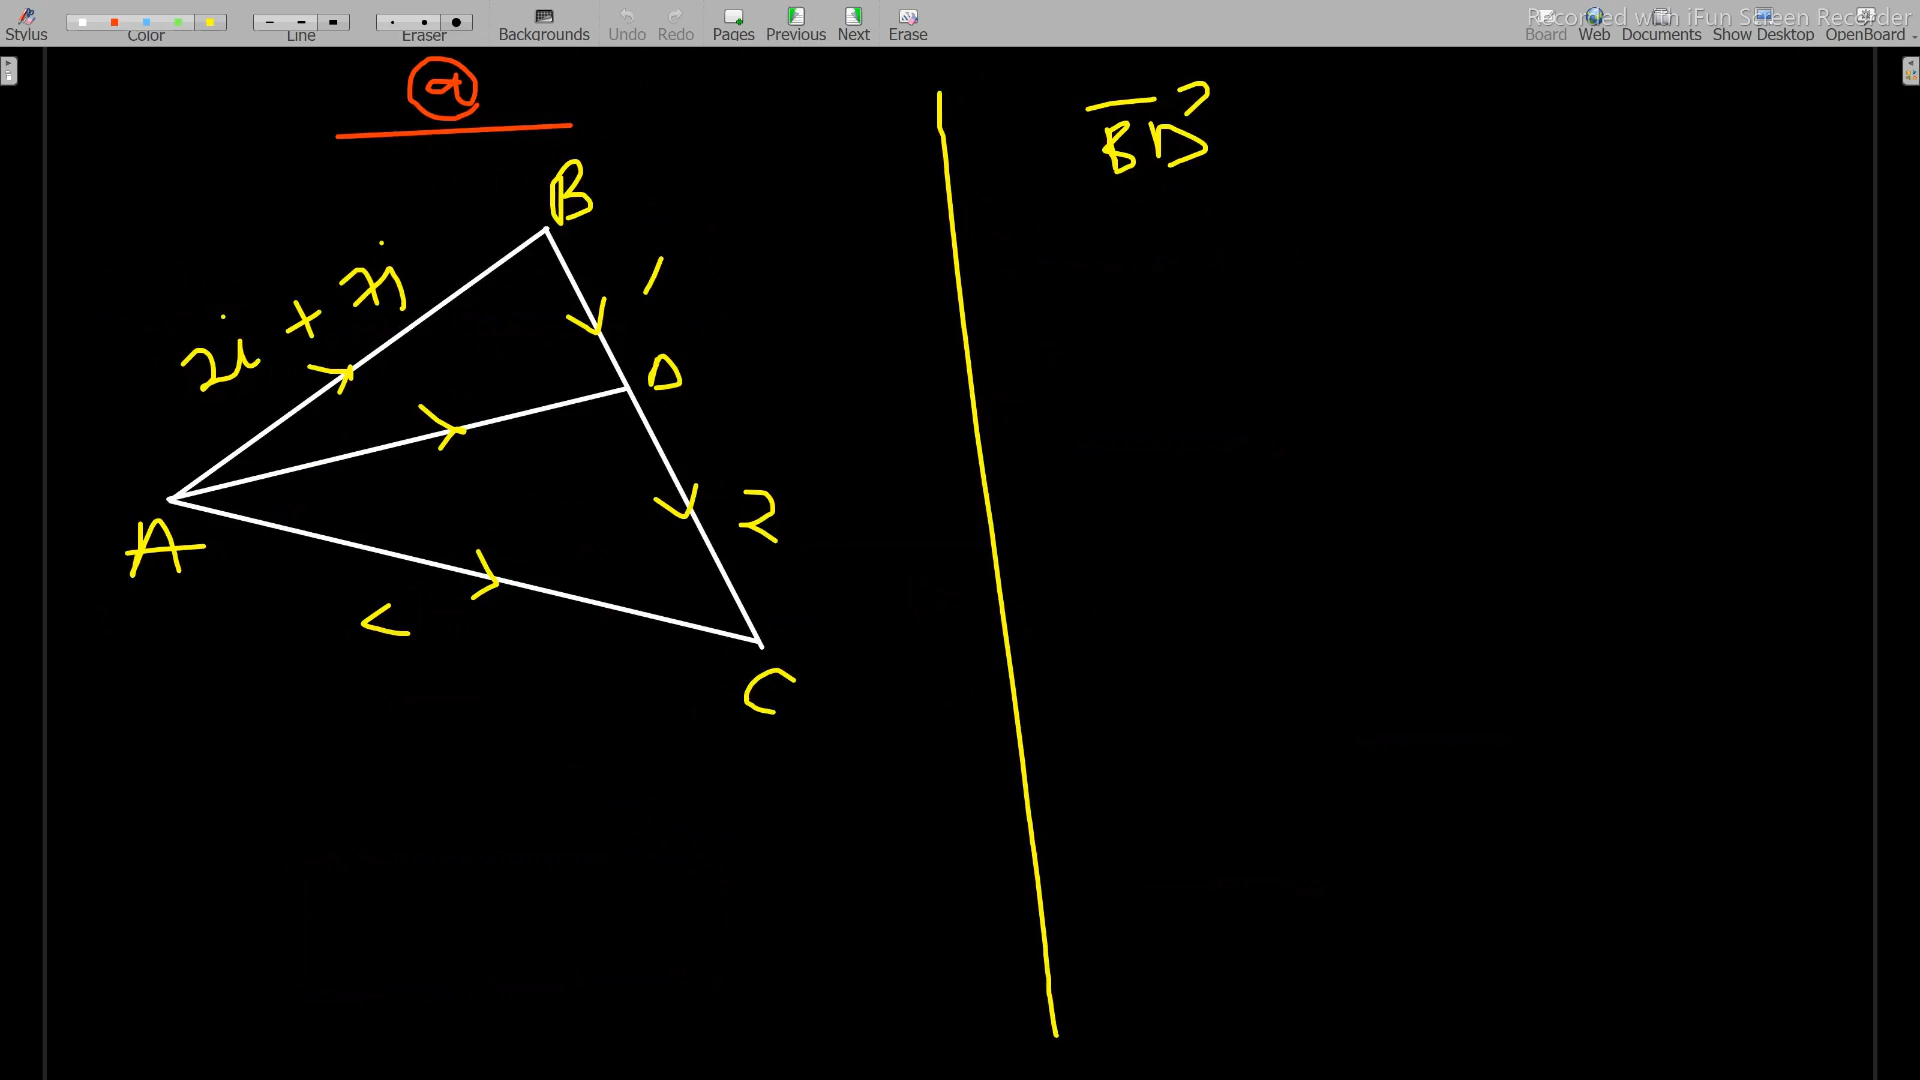 Recorded with iFun Screen Recorder
Stylus Color Line Eraser Backgrounds Undo Redo Pages Previous Next Erase Board Web Documents Show Desktop OpenBoard
a
BD
B
2i + 7j
1
D
2
A
C